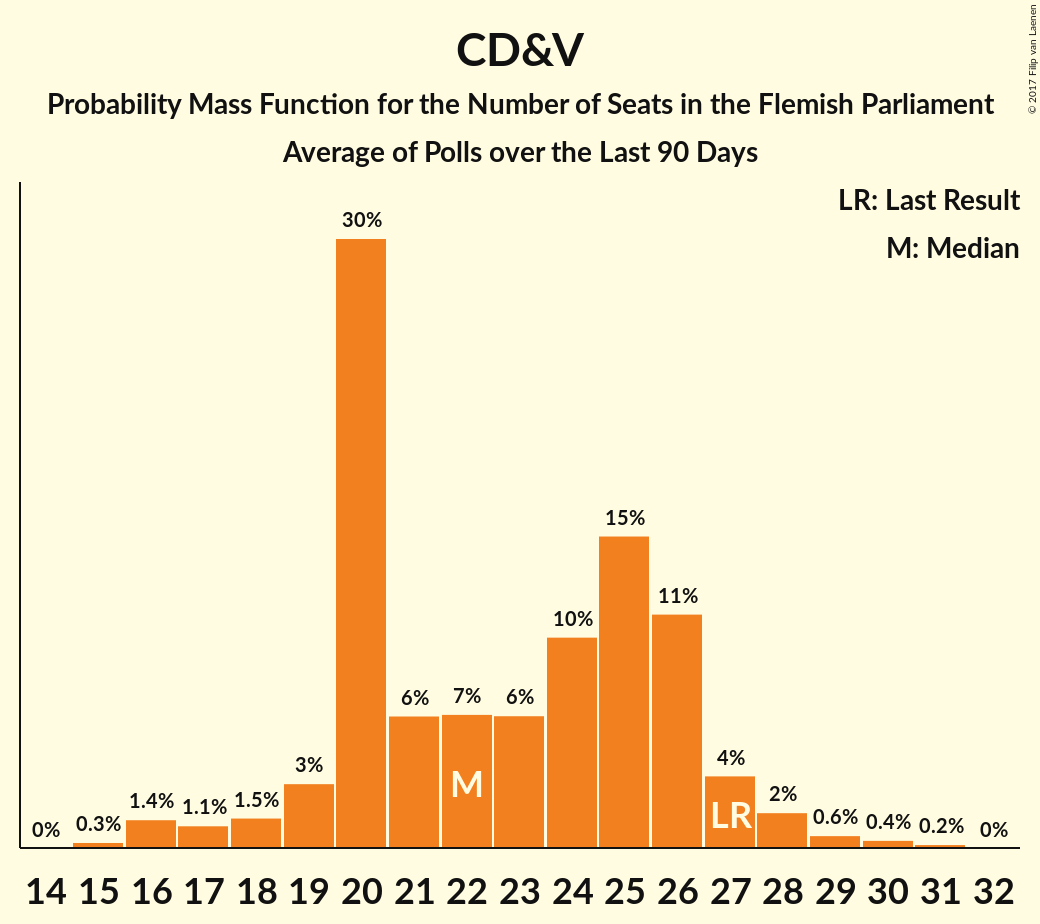 CD&V
Probability Mass Function for the Number of Seats in the Flemish Parliament
Average of Polls over the Last 90 Days
© 2017 Filip van Laenen
LR: Last Result
M: Median
0% 0.3% 1.4% 1.1% 1.5% 3% 30% 6% 7% 6% 10% 15% 11% 4% 2% 0.6% 0.4% 0.2% 0%
M
LR
14 15 16 17 18 19 20 21 22 23 24 25 26 27 28 29 30 31 32